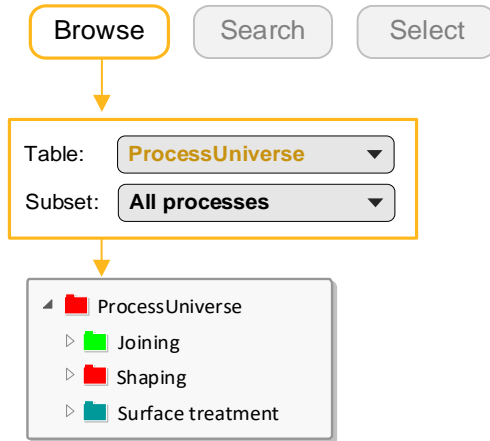 Browse Search Select
Table: ProcessUniverse
Subset: All processes
ProcessUniverse
Joining
Shaping
Surface treatment